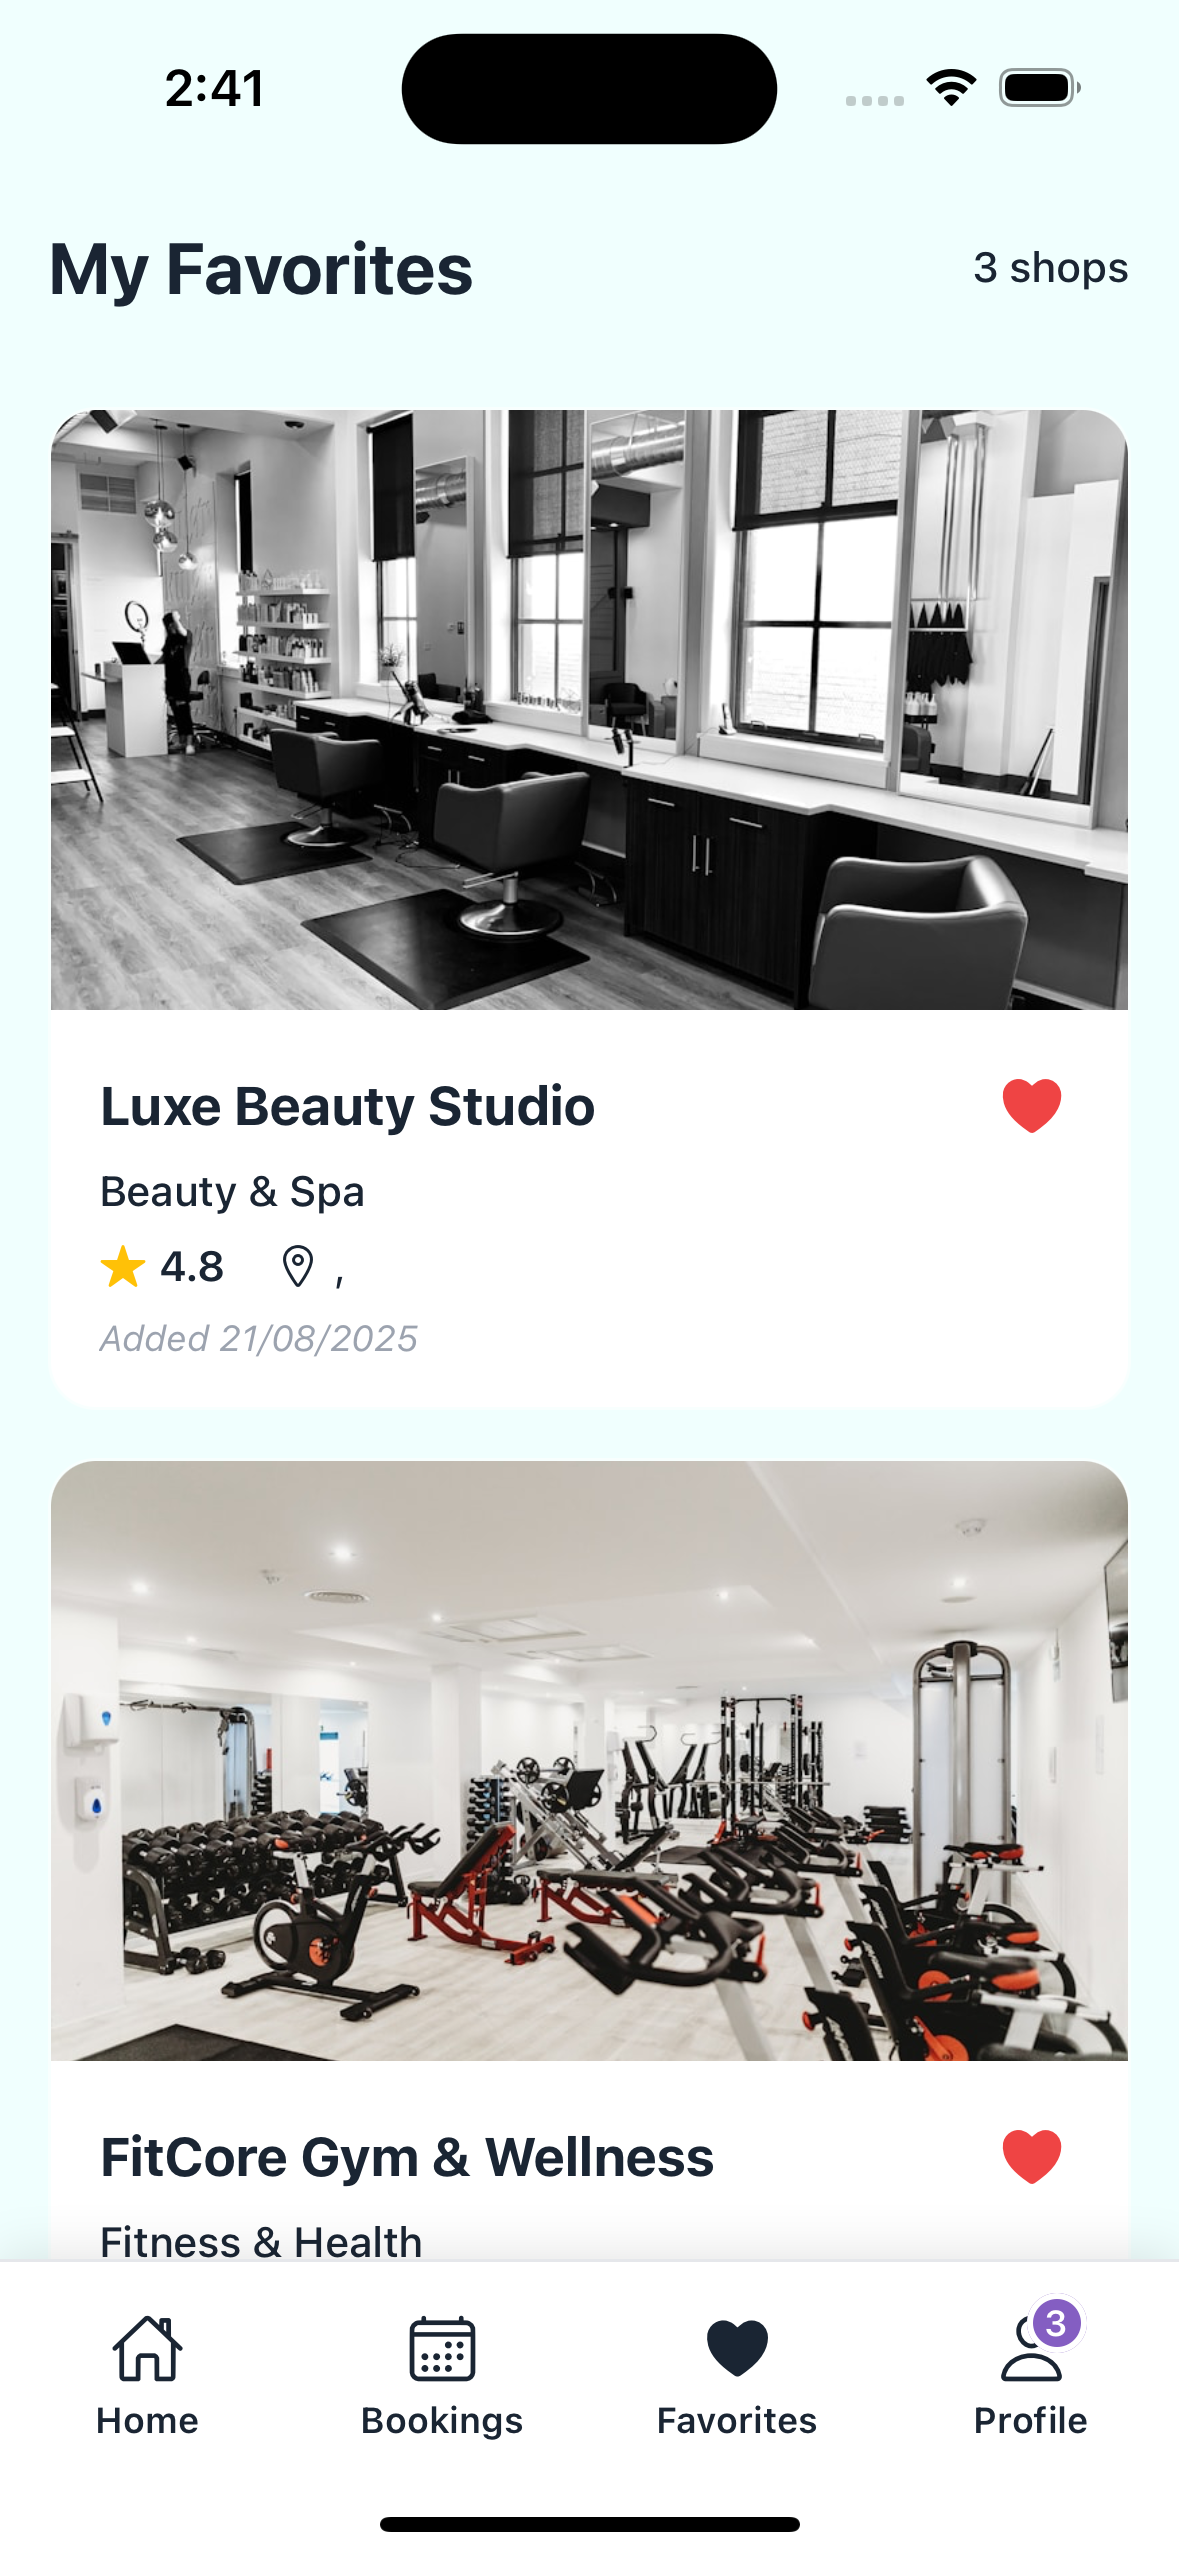 2:41
My Favorites
3 shops
Luxe Beauty Studio
Beauty & Spa
4.8 ,
Added 21/08/2025
FitCore Gym & Wellness
Fitness & Health
3
Home Bookings Favorites Profile